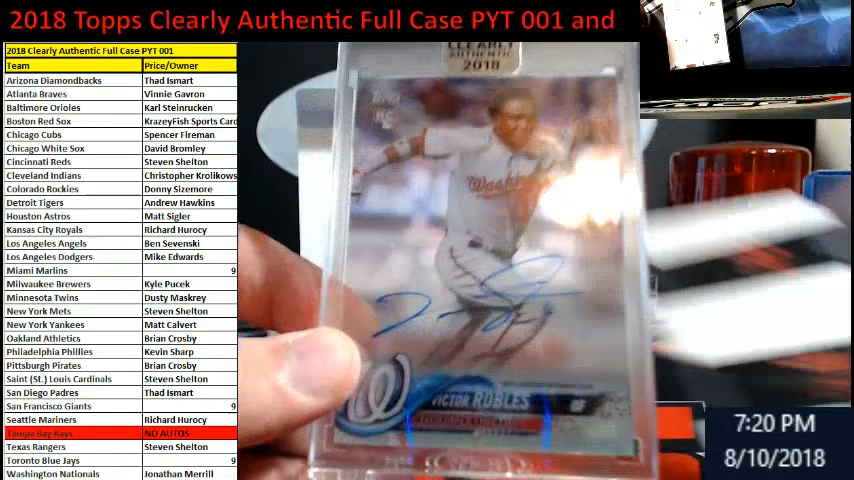 2018 Topps Clearly Authentic Full Case PYT 001 and
2018 Clearly Authentic Full Case PYT 001
Team Price/Owner
Arizona Diamondbacks Thad Ismart
Atlanta Braves Vinnie Gavron
Baltimore Orioles Karl Steinrucken
Boston Red Sox KrazeyFish Sports Card
Chicago Cubs Spencer Fireman
Chicago White Sox David Bromley
Cincinnati Reds Steven Shelton
Cleveland Indians Christopher Krolikows
Colorado Rockies Donny Sizemore
Detroit Tigers Andrew Hawkins
Houston Astros Matt Sigler
Kansas City Royals Richard Hurocy
Los Angeles Angels Ben Sevenski
Los Angeles Dodgers Mike Edwards
Miami Marlins 9
Milwaukee Brewers Kyle Pucek
Minnesota Twins Dusty Maskrey
New York Mets Steven Shelton
New York Yankees Matt Calvert
Oakland Athletics Brian Crosby
Philadelphia Phillies Kevin Sharp
Pittsburgh Pirates Brian Crosby
Saint (St.) Louis Cardinals Steven Shelton
San Diego Padres Thad Ismart
San Francisco Giants 9
Seattle Mariners Richard Hurocy
Tampa Bay Rays NO AUTOS
Texas Rangers Steven Shelton
Toronto Blue Jays 9
Washington Nationals Jonathan Merrill
CLEARLY
AUTHENTIC
2018
VICTOR ROBLES
7:20 PM
8/10/2018